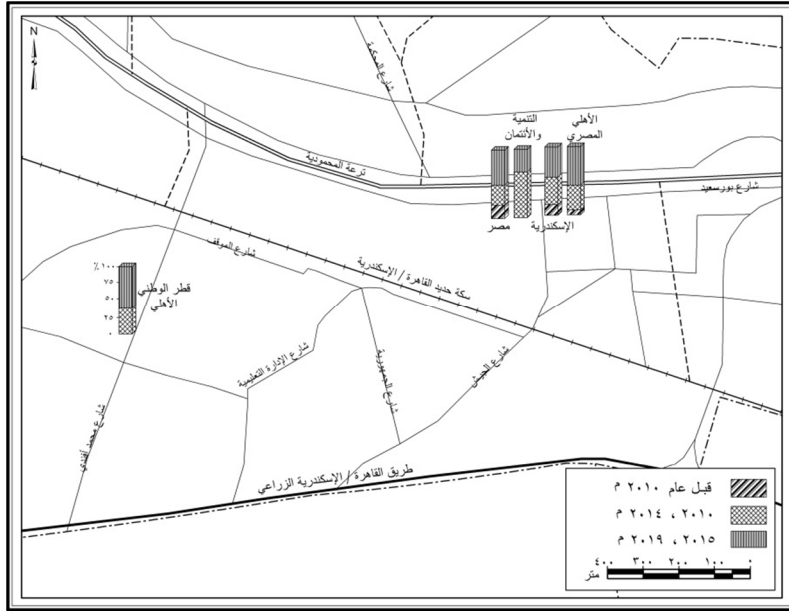 N
شارع المحكمة
التنمية
والأئتمان
الأهلي
المصري
ترعة المحمودية
شارع بورسعيد
مصر
الإسكندرية
شارع الموقف
سكة حديد القاهرة / الإسكندرية
٪ ١٠٠
٧٥
٥٠
٢٥
٠
قطر الوطني
الأهلي
شارع الإدارة التعليمية
شارع الجمهورية
شارع الجيش
شارع محمد أفندي
طريق القاهرة / الإسكندرية الزراعي
قبل عام ٢٠١٠ م
٢٠١٠ ، ٢٠١٤ م
٢٠١٥ ، ٢٠١٩ م
٤٠٠ ٣٠٠ ٢٠٠ ١٠٠ ٠
متر